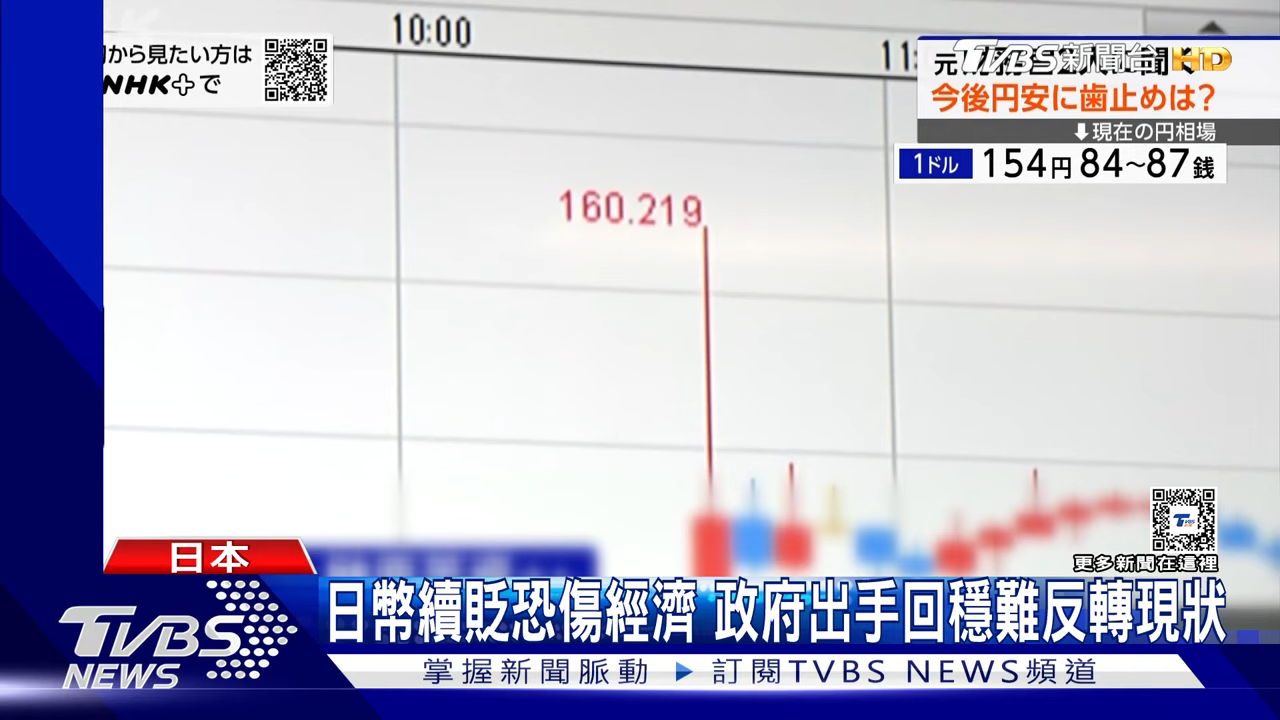 10:00
から見たい方は
NHK+で
TVBS新聞台 HD
今後円安に歯止めは?
⬇現在の円相場
1ドル 154円84~87銭
160.219
更多新聞在這裡
日本
日幣續貶恐傷經濟 政府出手回穩難反轉現狀
TVBS NEWS
掌握新聞脈動 ▶ 訂閱TVBS NEWS頻道